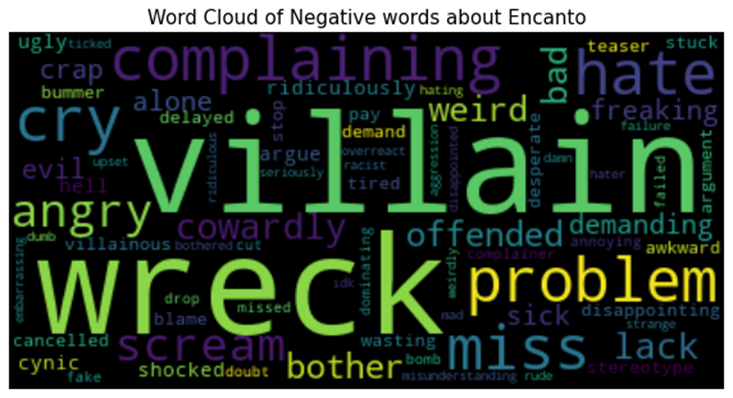 Word Cloud of Negative words about Encanto
ugly ticked complaining teaser stuck
crap ridiculously bad hate
bummer alone weird freaking
cry delayed stop pay demand failure
villain
evil upset ridiculous argue overreact racist seriously tired aggression disappointed desperate damn hater failed argument
hell
angry cowardly offended demanding
dumb villainous bothered cut complainer annoying awkward
embarrassing
wreck
idk dominating weirdly problem
drop missed mad sick disappointing
blame strange
cancelled scream wasting miss lack
cynic shocked doubt bother bomb stereotype
fake misunderstanding rude